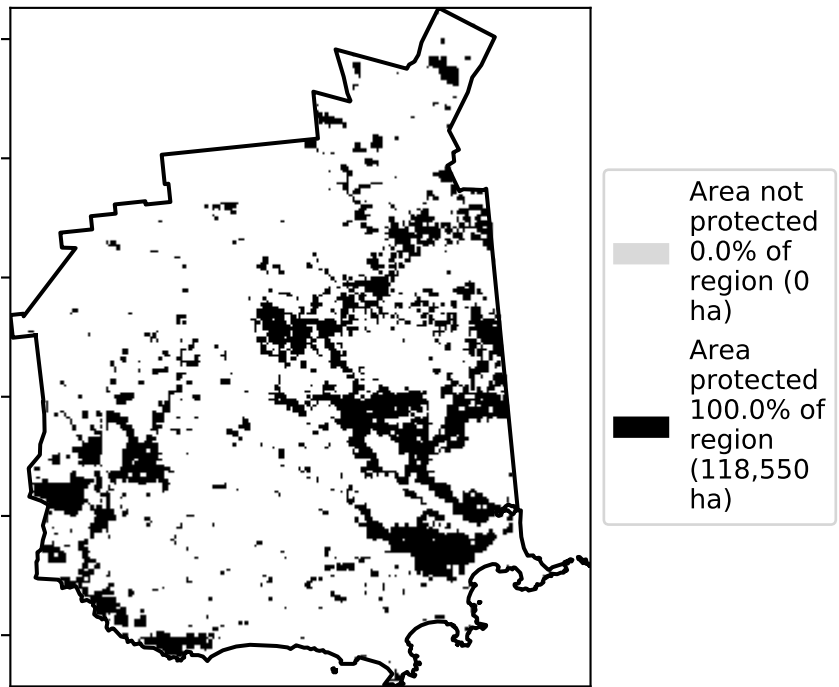 Area not
protected
0.0% of
region (0
ha)
Area
protected
100.0% of
region
(118,550
ha)